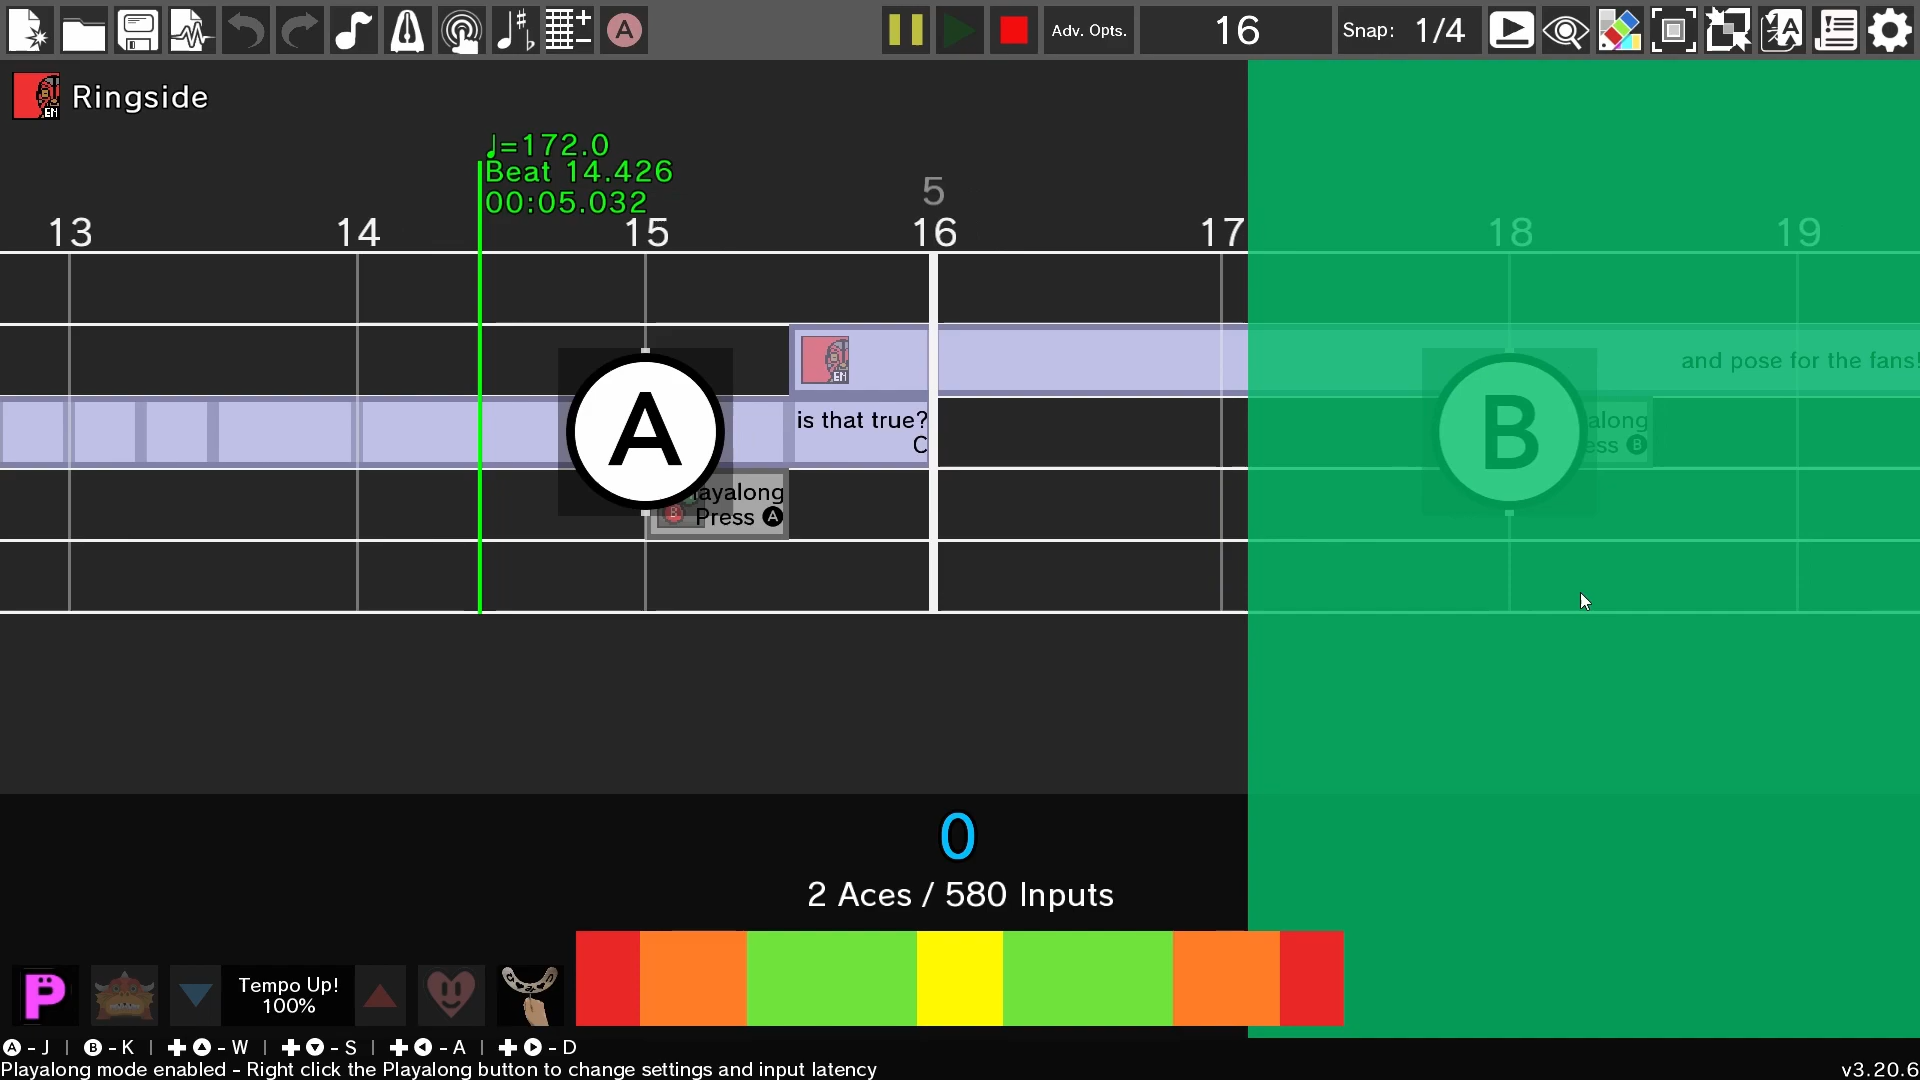 A
Adv. Opts.
16
Snap: 1/4
A
EN
Ringside
♩=172.0
Beat 14.426
00:05.032
5
13 14 15 16 17 18 19
EN
and pose for the fans!
A
B
is that true?
C
along
ess B
ayalong
B Press A
0
2 Aces / 580 Inputs
P
Tempo Up!
100%
A - J | B - K | - W | - S | - A | - D
Playalong mode enabled - Right click the Playalong button to change settings and input latency
v3.20.6